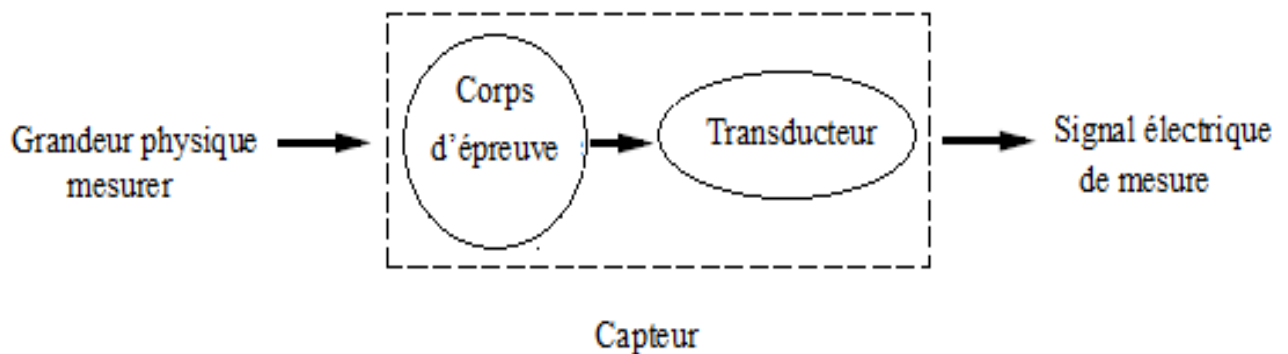 Grandeur physique
mesurer
Corps
d'épreuve
Transducteur
Signal électrique
de mesure
Capteur